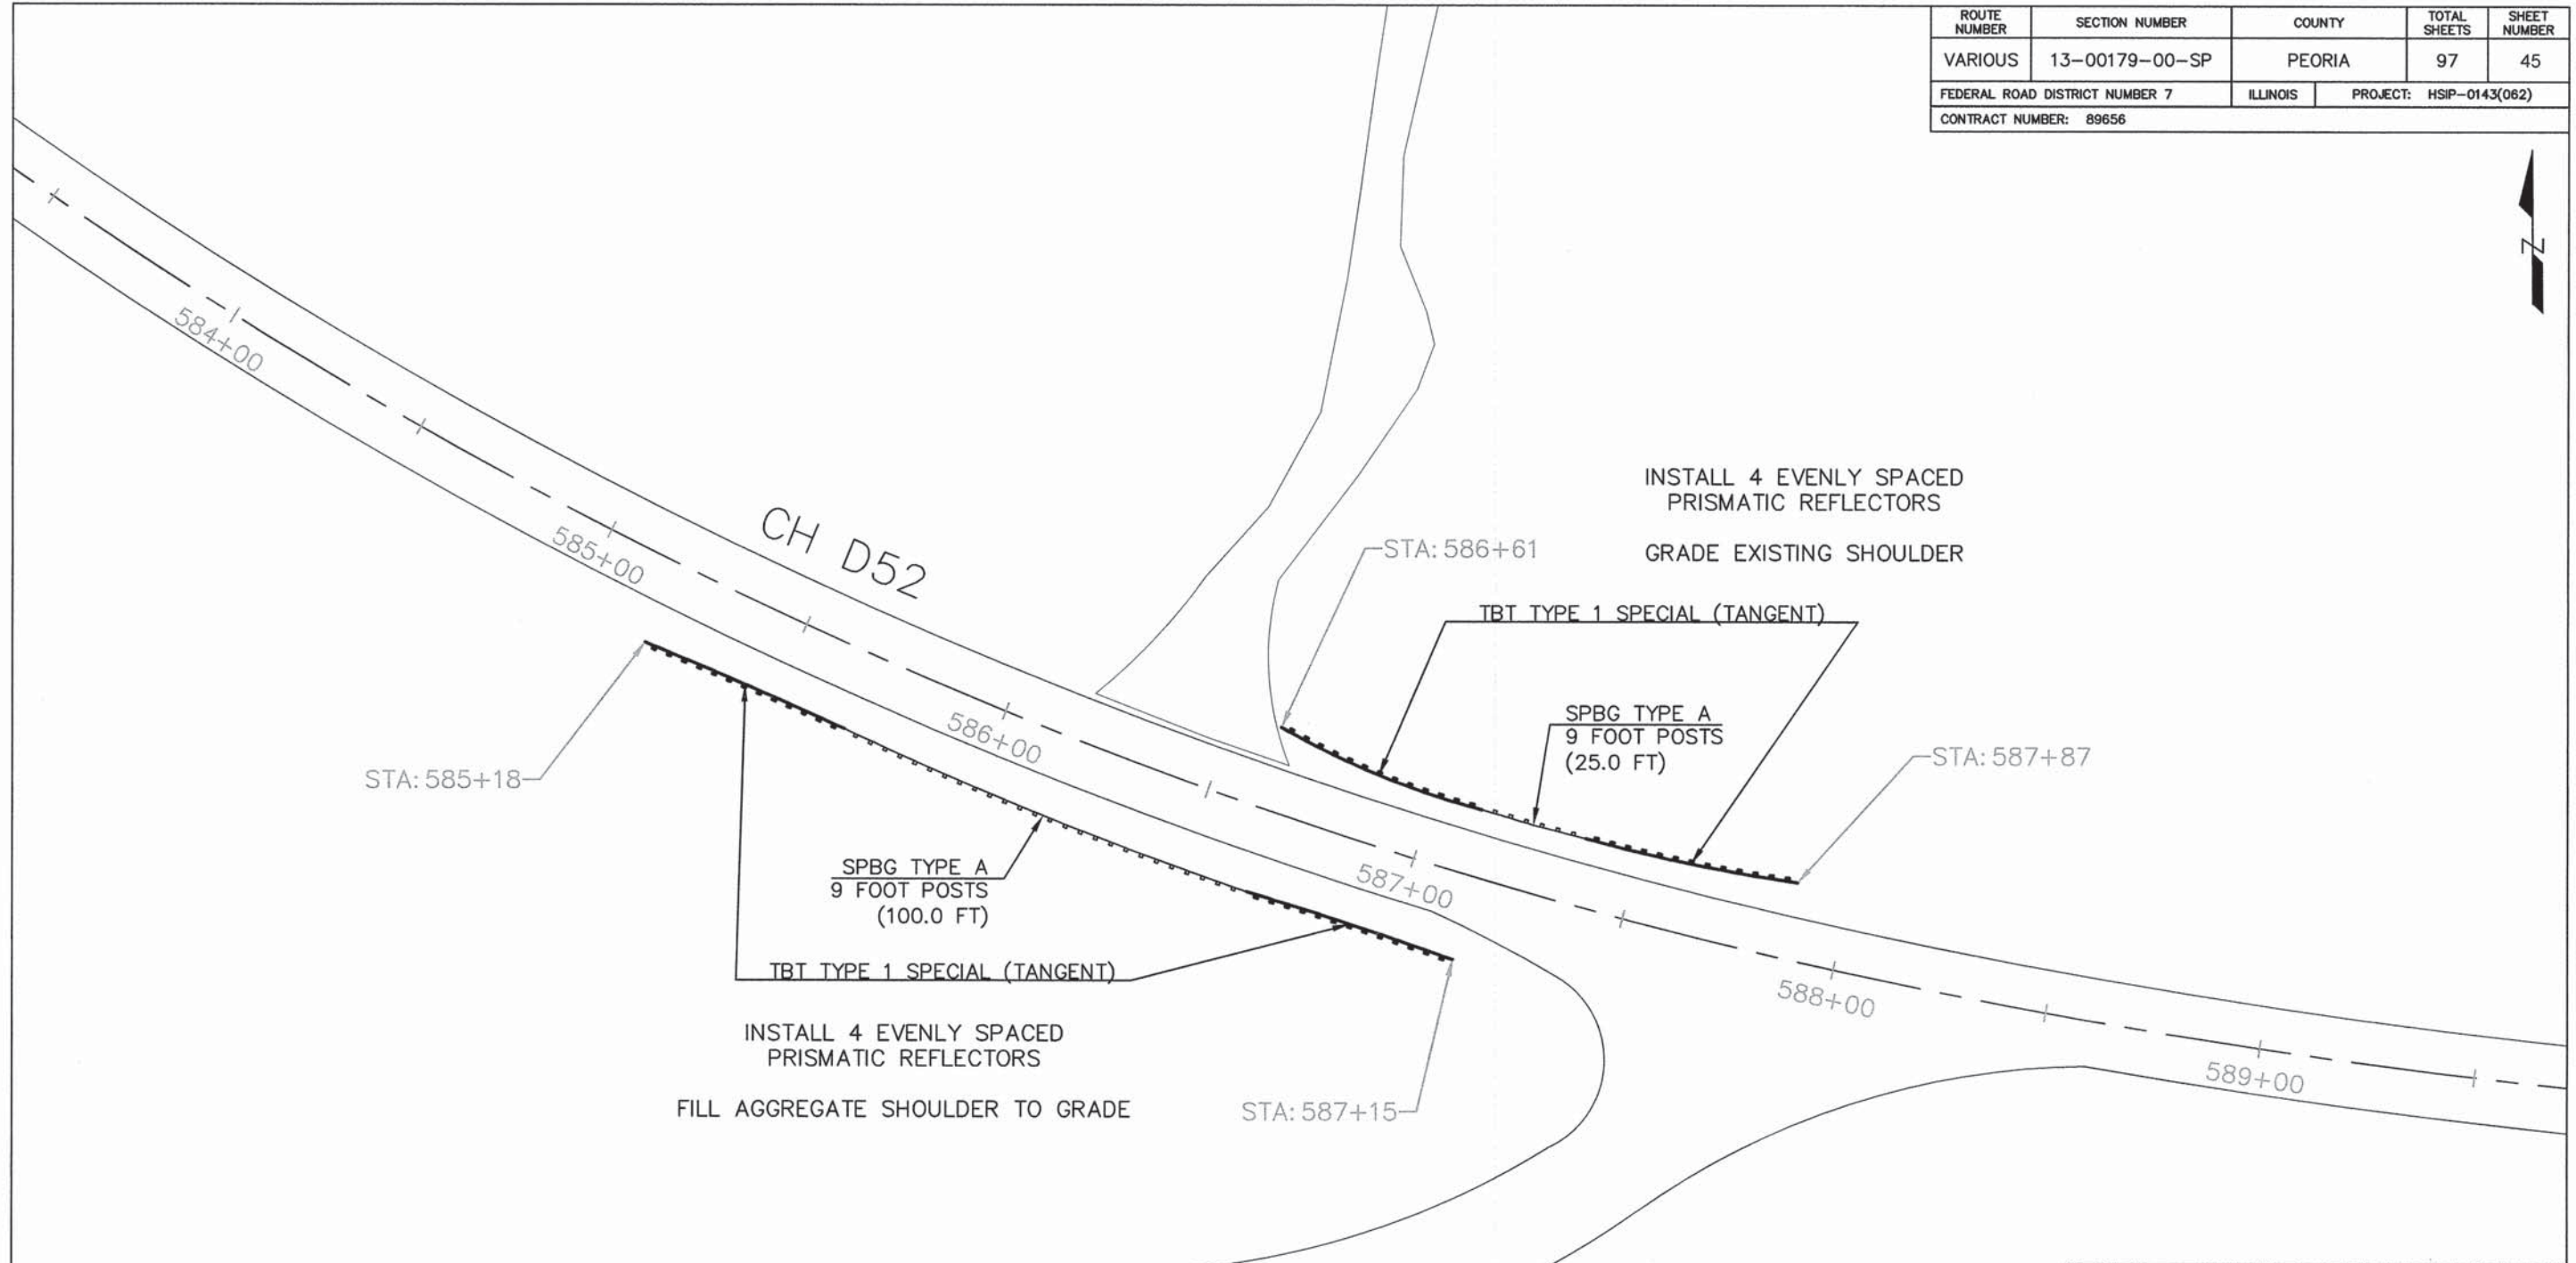 ROUTE NUMBER
SECTION NUMBER
COUNTY
TOTAL SHEETS
SHEET NUMBER
VARIOUS
13-00179-00-SP
PEORIA
97
45
FEDERAL ROAD DISTRICT NUMBER 7
ILLINOIS
PROJECT: HSIP-0143(062)
CONTRACT NUMBER: 89656
N
584+00
585+00
CH D52
INSTALL 4 EVENLY SPACED
PRISMATIC REFLECTORS
GRADE EXISTING SHOULDER
STA: 586+61
TBT TYPE 1 SPECIAL (TANGENT)
SPBG TYPE A
9 FOOT POSTS
(25.0 FT)
STA: 587+87
586+00
STA: 585+18
SPBG TYPE A
9 FOOT POSTS
(100.0 FT)
587+00
TBT TYPE 1 SPECIAL (TANGENT)
588+00
INSTALL 4 EVENLY SPACED
PRISMATIC REFLECTORS
589+00
FILL AGGREGATE SHOULDER TO GRADE
STA: 587+15